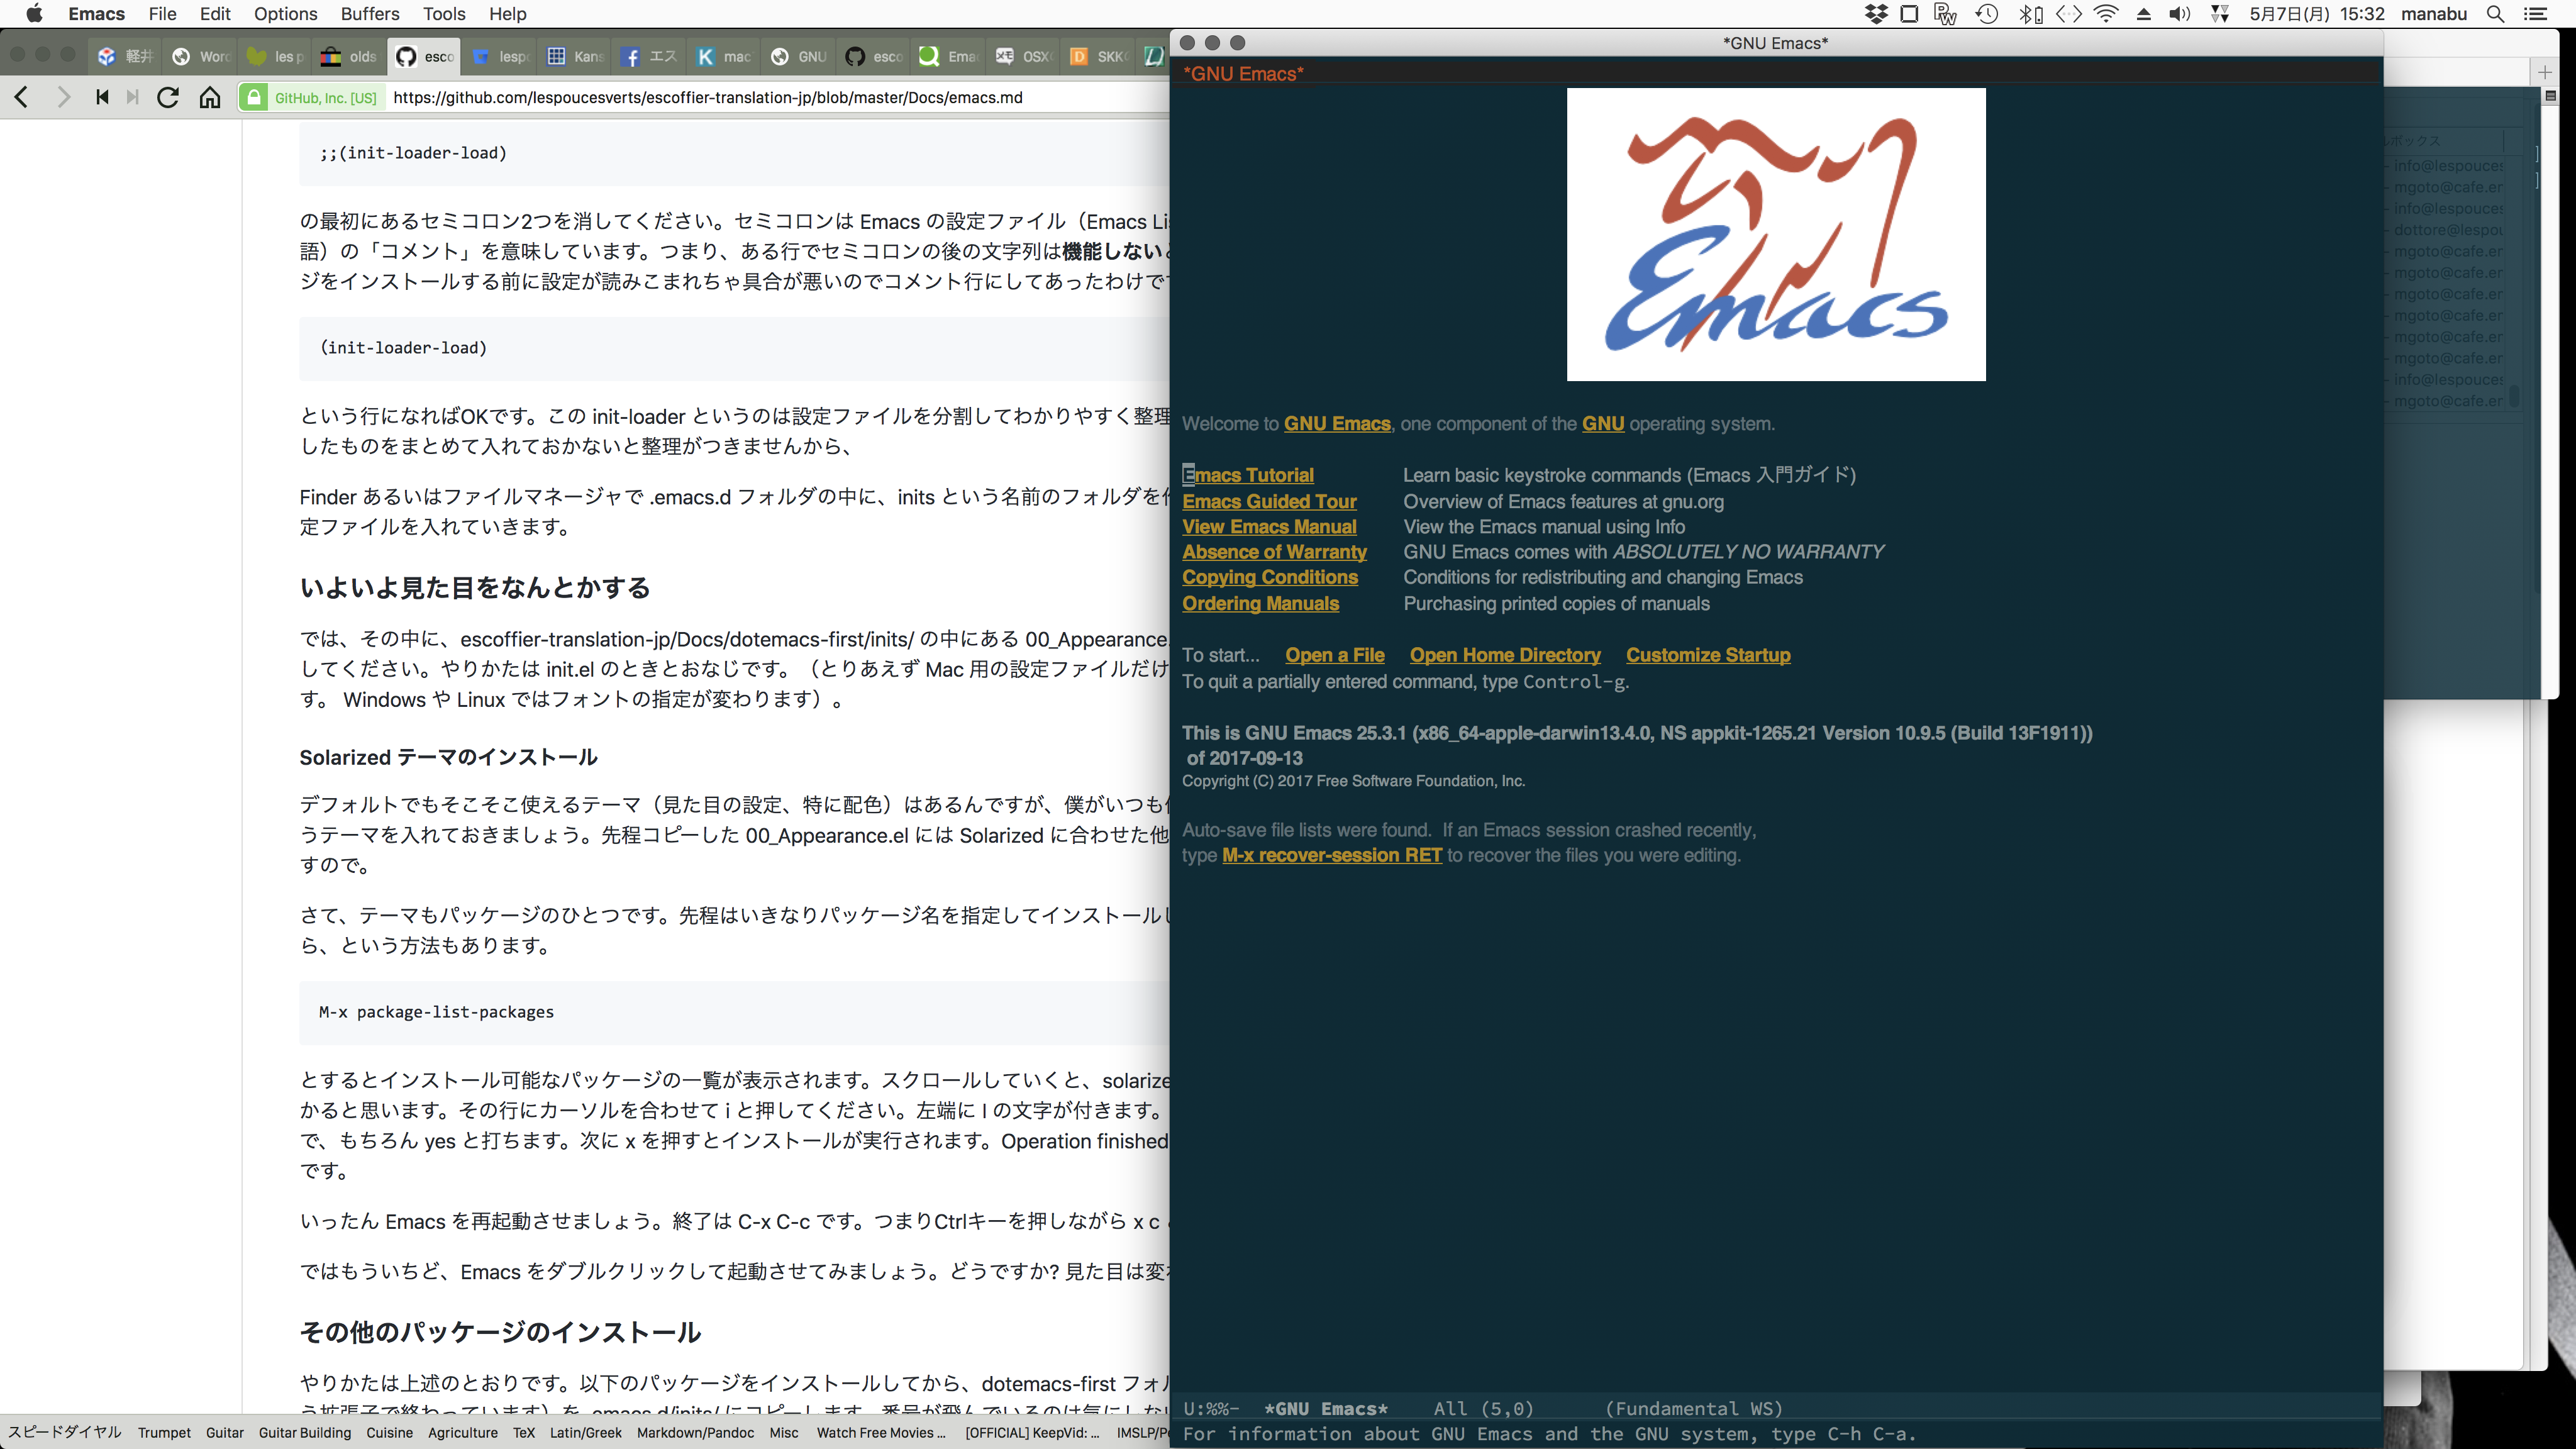 Emacs File Edit Options Buffers Tools Help
5月7日(月) 15:32 manabu
軽井 Word les p olds esco lespo Kans エス mac GNU esco Emac OSX SKK
GitHub, Inc. [US] https://github.com/lespoucesverts/escoffier-translation-jp/blob/master/Docs/emacs.md
;;(init-loader-load)
の最初にあるセミコロン2つを消してください。セミコロンは Emacs の設定ファイル（Emacs Lis
語）の「コメント」を意味しています。つまり、ある行でセミコロンの後の文字列は機能しない
ジをインストールする前に設定が読みこまれちゃ具合が悪いのでコメント行にしてあったわけで
(init-loader-load)
という行になればOKです。この init-loader というのは設定ファイルを分割してわかりやすく整理
したものをまとめて入れておかないと整理がつきませんから、
Finder あるいはファイルマネージャで .emacs.d フォルダの中に、inits という名前のフォルダを
定ファイルを入れていきます。
いよいよ見た目をなんとかする
では、その中に、escoffier-translation-jp/Docs/dotemacs-first/inits/ の中にある 00_Appearance.
してください。やりかたは init.el のときとおなじです。（とりあえず Mac 用の設定ファイルだけ
す。 Windows や Linux ではフォントの指定が変わります）。
Solarized テーマのインストール
デフォルトでもそこそこ使えるテーマ（見た目の設定、特に配色）はあるんですが、僕がいつも
うテーマを入れておきましょう。先程コピーした 00_Appearance.el には Solarized に合わせた他
すので。
さて、テーマもパッケージのひとつです。先程はいきなりパッケージ名を指定してインストールし
ら、という方法もあります。
M-x package-list-packages
とするとインストール可能なパッケージの一覧が表示されます。スクロールしていくと、solarize
かると思います。その行にカーソルを合わせて i と押してください。左端に I の文字が付きます。
で、もちろん yes と打ちます。次に x を押すとインストールが実行されます。Operation finished
です。
いったん Emacs を再起動させましょう。終了は C-x C-c です。つまりCtrlキーを押しながら x c
ではもういちど、Emacs をダブルクリックして起動させてみましょう。どうですか? 見た目は変わ
その他のパッケージのインストール
やりかたは上述のとおりです。以下のパッケージをインストールしてから、dotemacs-first フォル
う拡張子で終わっています）を .emacs.d/inits/ にコピーします。番号が飛んでいるのは気にしない
スピードダイヤル Trumpet Guitar Guitar Building Cuisine Agriculture TeX Latin/Greek Markdown/Pandoc Misc Watch Free Movies ... [OFFICIAL] KeepVid: ... IMSLP/Pe
*GNU Emacs*
*GNU Emacs*
Emacs
Welcome to GNU Emacs, one component of the GNU operating system.
Emacs Tutorial Learn basic keystroke commands (Emacs 入門ガイド)
Emacs Guided Tour Overview of Emacs features at gnu.org
View Emacs Manual View the Emacs manual using Info
Absence of Warranty GNU Emacs comes with ABSOLUTELY NO WARRANTY
Copying Conditions Conditions for redistributing and changing Emacs
Ordering Manuals Purchasing printed copies of manuals
To start... Open a File Open Home Directory Customize Startup
To quit a partially entered command, type Control-g.
This is GNU Emacs 25.3.1 (x86_64-apple-darwin13.4.0, NS appkit-1265.21 Version 10.9.5 (Build 13F1911))
of 2017-09-13
Copyright (C) 2017 Free Software Foundation, Inc.
Auto-save file lists were found. If an Emacs session crashed recently,
type M-x recover-session RET to recover the files you were editing.
U:%%- *GNU Emacs* All (5,0) (Fundamental WS)
For information about GNU Emacs and the GNU system, type C-h C-a.
ルボックス
- info@lespouces
- mgoto@cafe.er
- info@lespouces
- dottore@lespou
- mgoto@cafe.er
- mgoto@cafe.er
- mgoto@cafe.er
- mgoto@cafe.er
- mgoto@cafe.er
- mgoto@cafe.er
- info@lespouces
- mgoto@cafe.er